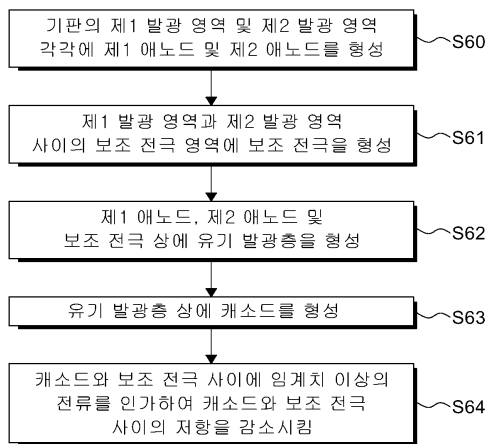 기판의 제1 발광 영역 및 제2 발광 영역
각각에 제1 애노드 및 제2 애노드를 형성
S60
제1 발광 영역과 제2 발광 영역
사이의 보조 전극 영역에 보조 전극을 형성
S61
제1 애노드, 제2 애노드 및
보조 전극 상에 유기 발광층을 형성
S62
유기 발광층 상에 캐소드를 형성
S63
캐소드와 보조 전극 사이에 임계치 이상의
전류를 인가하여 캐소드와 보조 전극
사이의 저항을 감소시킴
S64